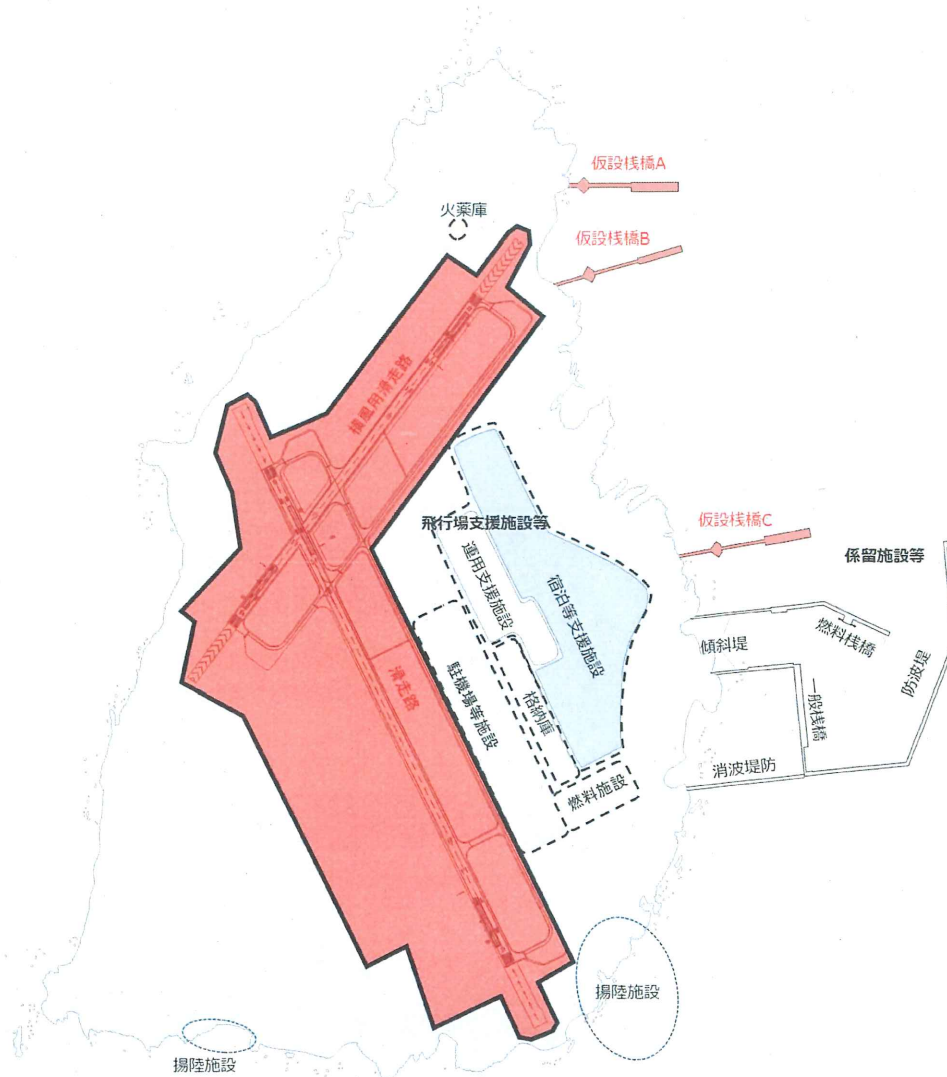 仮設桟橋A
火薬庫
仮設桟橋B
横風用滑走路
飛行場支援施設等
仮設桟橋C
係留施設等
運用支援施設
宿泊等支援施設
傾斜堤
燃料桟橋
防波堤
滑走路
駐機場等施設
格納庫
一般桟橋
消波堤防
燃料施設
揚陸施設
揚陸施設